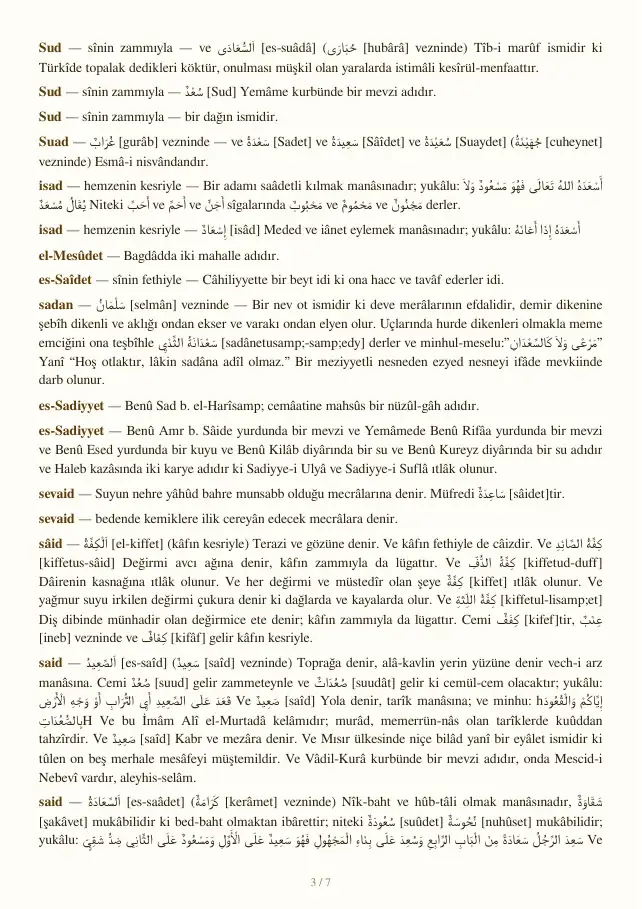 Sud — sînin zammıyla — ve اَلسُّعَادَى [es-suâdâ] (حُبَارَى [hubârâ] vezninde) Tîb-i marûf ismidir ki
Türkîde topalak dedikleri köktür, onulması müşkil olan yaralarda istimâli kesîrül-menfaattır.
Sud — sînin zammıyla — سُعْدٌ [Sud] Yemâme kurbünde bir mevzi adıdır.
Sud — sînin zammıyla — bir dağın ismidir.
Suad — غُرَابٌ [gurâb] vezninde — ve سَعْدَةُ [Sadet] ve سَعِيدَةُ [Sâîdet] ve سُعَيْدَةُ [Suaydet] (جُهَيْنَةُ [cuheynet]
vezninde) Esmâ-i nisvândandır.
isad — hemzenin kesriyle — Bir adamı saâdetli kılmak manâsınadır; yukâlu: أَسْعَدَهُ اللهُ تَعَالَى فَهُوَ مَسْعُودٌ وَلاَ
يُقَالُ مُسْعَدٌ Niteki أَحَبَّ ve أَحَمَّ ve أَجَنَّ sîgalarında مَحْبُوبٌ ve مَحْمُومٌ ve مَجْنُونٌ derler.
isad — hemzenin kesriyle — إِسْعَادٌ [isâd] Meded ve iânet eylemek manâsınadır; yukâlu: أَسْعَدَهُ إِذَا أَعَانَهُ
el-Mesûdet — Bagdâdda iki mahalle adıdır.
es-Saîdet — sînin fethiyle — Câhiliyyette bir beyt idi ki ona hacc ve tavâf ederler idi.
sadan — سَلْمَانُ [selmân] vezninde — Bir nev ot ismidir ki deve merâlarının efdalidir, demir dikenine
şebîh dikenli ve aklığı ondan ekser ve varakı ondan elyen olur. Uçlarında hurde dikenleri olmakla meme
emciğini ona teşbîhle سَعْدَانَةُ الثَّدْيِ [sadânetusamp;-samp;edy] derler ve minhul-meselu:”مَرْعًى وَلاَ كَالسَّعْدَانِ”
Yanî “Hoş otlaktır, lâkin sadâna adîl olmaz.” Bir meziyyetli nesneden ezyed nesneyi ifâde mevkiinde
darb olunur.
es-Sadiyyet — Benû Sad b. el-Harîsamp; cemâatine mahsûs bir nüzûl-gâh adıdır.
es-Sadiyyet — Benû Amr b. Sâide yurdunda bir mevzi ve Yemâmede Benû Rifâa yurdunda bir mevzi
ve Benû Esed yurdunda bir kuyu ve Benû Kilâb diyârında bir su ve Benû Kureyz diyârında bir su adıdır
ve Haleb kazâsında iki karye adıdır ki Sadiyye-i Ulyâ ve Sadiyye-i Suflâ ıtlâk olunur.
sevaid — Suyun nehre yâhûd bahre munsabb olduğu mecrâlarına denir. Müfredi سَاعِدَةٌ [sâidet]tir.
sevaid — bedende kemiklere ilik cereyân edecek mecrâlara denir.
sâid — اَلْكِفَّةُ [el-kiffet] (kâfın kesriyle) Terazi ve gözüne denir. Ve kâfın fethiyle de câizdir. Ve كِفَّةُ الصَّائِدِ
[kiffetus-sâid] Değirmi avcı ağına denir, kâfın zammıyla da lügattır. Ve كِفَّةُ الدُّفِّ [kiffetud-duff]
Dâirenin kasnağına ıtlâk olunur. Ve her değirmi ve müstedîr olan şeye كِفَّةٌ [kiffet] ıtlâk olunur. Ve
yağmur suyu irkilen değirmi çukura denir ki dağlarda ve kayalarda olur. Ve كِفَّةُ اللِّثَةِ [kiffetul-lisamp;et]
Diş dibinde münhadir olan değirmice ete denir; kâfın zammıyla da lügattır. Cemi كِفَفٌ [kifef]tir, عِنَبٌ
[ineb] vezninde ve كِفَافٌ [kifâf] gelir kâfın kesriyle.
said — اَلصَّعِيدُ [es-saîd] (سَعِيدٌ [saîd] vezninde) Toprağa denir, alâ-kavlin yerin yüzüne denir vech-i arz
manâsına. Cemi صُعُدٌ [suud] gelir zammeteynle ve صُعُدَاتٌ [suudât] gelir ki cemül-cem olacaktır; yukâlu:
قَعَدَ عَلَى الصَّعِيدِ أَيِ التُّرَابِ أَوْ وَجْهِ الْأَرْضِ Ve صَعِيدٌ [saîd] Yola denir, tarîk manâsına; ve minhu: hإِيَّاكُمْ وَالْقُعُودَ
بِالصُّعُدَاتِH Ve bu İmâm Alî el-Murtadâ kelâmıdır; murâd, memerrün-nâs olan tarîklerde kuûddan
tahzîrdir. Ve صَعِيدٌ [saîd] Kabr ve mezâra denir. Ve Mısır ülkesinde niçe bilâd yanî bir eyâlet ismidir ki
tûlen on beş merhale mesâfeyi müştemildir. Ve Vâdil-Kurâ kurbünde bir mevzi adıdır, onda Mescid-i
Nebevî vardır, aleyhis-selâm.
said — اَلسَّعَادَةُ [es-saâdet] (كَرَامَةٌ [kerâmet] vezninde) Nîk-baht ve hûb-tâli olmak manâsınadır, شَقَاوَةٌ
[şakâvet] mukâbilidir ki bed-baht olmaktan ibârettir; niteki سُعُودَةٌ [suûdet] نُحُوسَةٌ [nuhûset] mukâbilidir;
yukâlu: سَعِدَ الرَّجُلُ سَعَادَةً مِنَ الْبَابِ الرَّابِعِ وَسُعِدَ عَلَى بِنَاءِ الْمَجْهُولِ فَهُوَ سَعِيدٌ عَلَى الْأَوَّلِ وَمَسْعُودٌ عَلَى الثَّانِي ضِدُّ شَقِيٍّ Ve
3 / 7